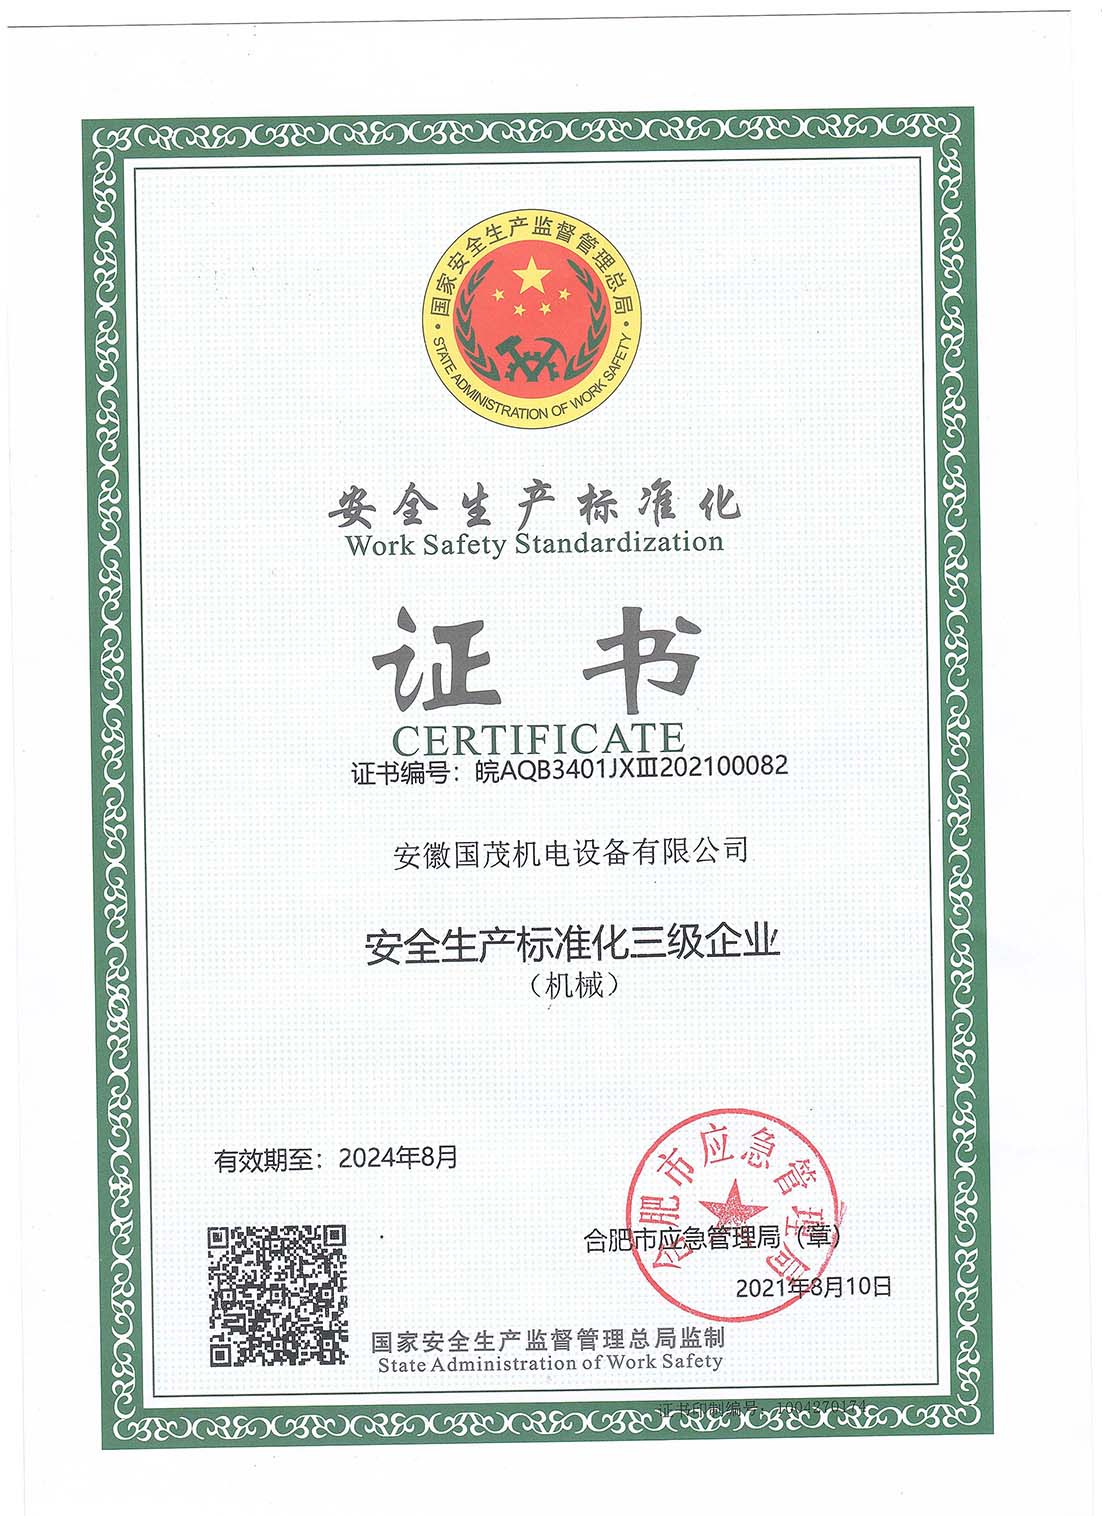 国家安全生产监督管理总局
STATE ADMINISTRATION OF WORK SAFETY
安全生产标准化
Work Safety Standardization
证书
CERTIFICATE
证书编号：皖AQB3401JXⅢ202100082
安徽国茂机电设备有限公司
安全生产标准化三级企业
（机械）
有效期至：2024年8月
合肥市应急管理局
合肥市应急管理局（章）
2021年8月10日
国家安全生产监督管理总局监制
State Administration of Work Safety
证书印制编号：1004270174